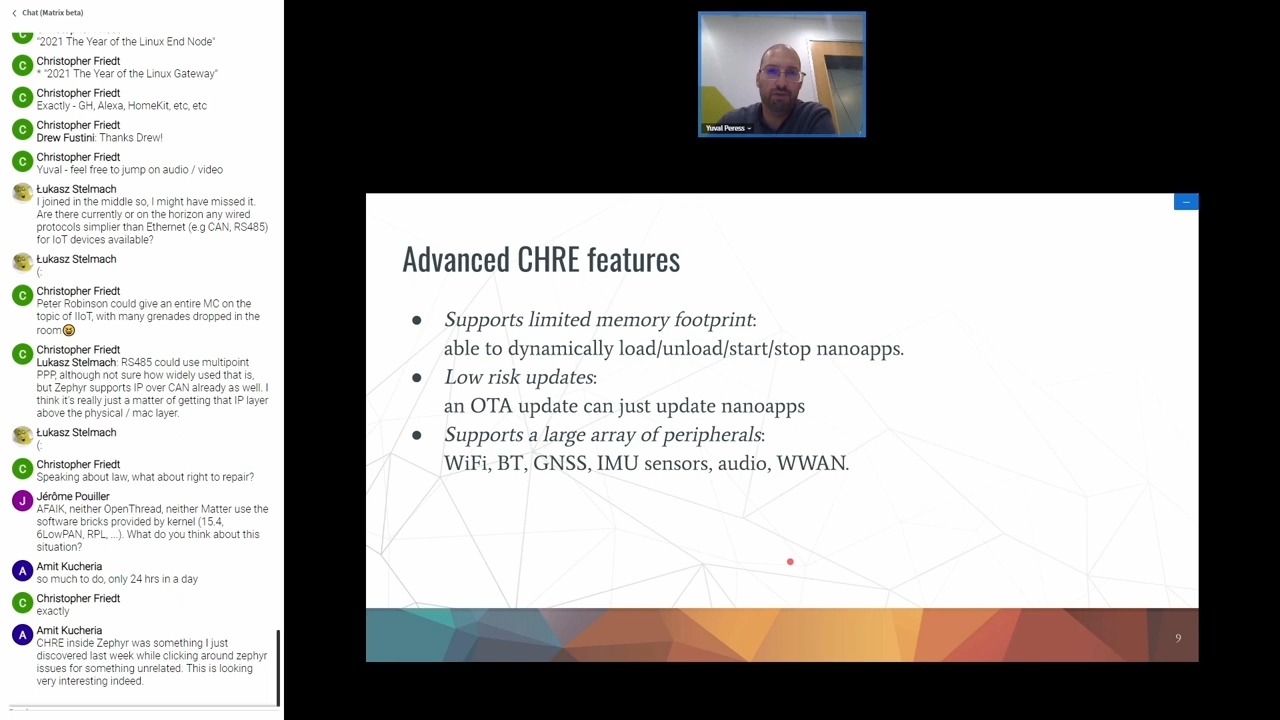 Chat (Matrix beta)
"2021 The Year of the Linux End Node"
C
Christopher Friedt
* "2021 The Year of the Linux Gateway"
C
Christopher Friedt
Exactly - GH, Alexa, HomeKit, etc, etc
C
Christopher Friedt
Drew Fustini: Thanks Drew!
C
Christopher Friedt
Yuval - feel free to jump on audio / video
Łukasz Stelmach
I joined in the middle so, I might have missed it.
Are there currently or on the horizon any wired
protocols simplier than Ethernet (e.g CAN, RS485)
for IoT devices available?
Łukasz Stelmach
(:
C
Christopher Friedt
Peter Robinson could give an entire MC on the
topic of IIoT, with many grenades dropped in the
room😆
C
Christopher Friedt
Lukasz Stelmach: RS485 could use multipoint
PPP, although not sure how widely used that is,
but Zephyr supports IP over CAN already as well. I
think it's really just a matter of getting that IP layer
above the physical / mac layer.
Łukasz Stelmach
(:
C
Christopher Friedt
Speaking about law, what about right to repair?
J
Jérôme Pouiller
AFAIK, neither OpenThread, neither Matter use the
software bricks provided by kernel (15.4,
6LowPAN, RPL, ...). What do you think about this
situation?
A
Amit Kucheria
so much to do, only 24 hrs in a day
C
Christopher Friedt
exactly
A
Amit Kucheria
CHRE inside Zephyr was something I just
discovered last week while clicking around zephyr
issues for something unrelated. This is looking
very interesting indeed.
Yuval Peress
Advanced CHRE features
● Supports limited memory footprint:
able to dynamically load/unload/start/stop nanoapps.
● Low risk updates:
an OTA update can just update nanoapps
● Supports a large array of peripherals:
WiFi, BT, GNSS, IMU sensors, audio, WWAN.
9